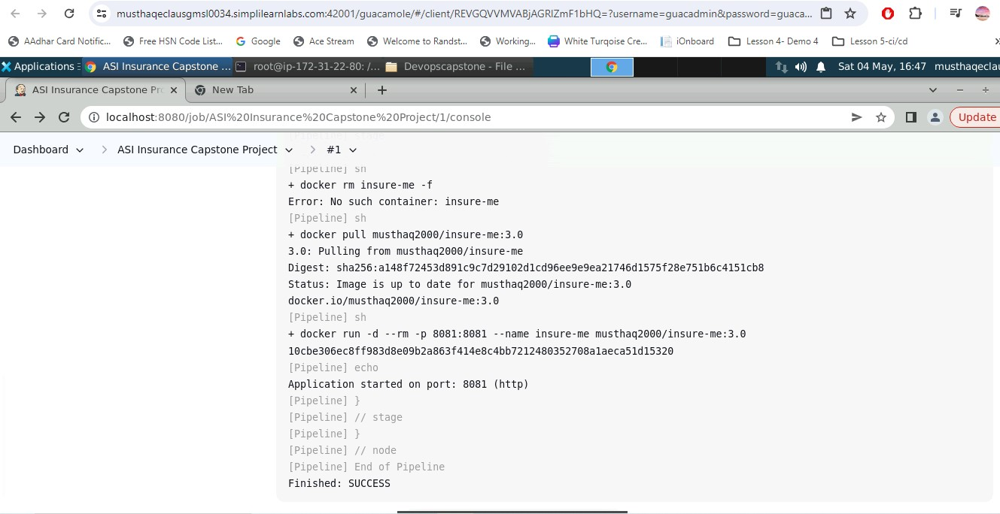 musthaqeclausgmsl0034.simplilearnlabs.com:42001/guacamole/#/client/REVGQVVMVABjAGRlZmF1bHQ=?username=guacadmin&password=guaca...
AAdhar Card Notific... Free HSN Code List... Google Ace Stream Welcome to Randst... Working... White Turqoise Cre... iOnboard Lesson 4- Demo 4 Lesson 5-ci/cd
Applications ASI Insurance Capstone ... root@ip-172-31-22-80: /... Devopscapstone - File ... Sat 04 May, 16:47 musthaqeclau
ASI Insurance Capstone Pr New Tab
localhost:8080/job/ASI%20Insurance%20Capstone%20Project/1/console Update
[Pipeline] stage
Dashboard ASI Insurance Capstone Project #1
[Pipeline] sh
+ docker rm insure-me -f
Error: No such container: insure-me
[Pipeline] sh
+ docker pull musthaq2000/insure-me:3.0
3.0: Pulling from musthaq2000/insure-me
Digest: sha256:a148f72453d891c9c7d29102d1cd96ee9e9ea21746d1575f28e751b6c4151cb8
Status: Image is up to date for musthaq2000/insure-me:3.0
docker.io/musthaq2000/insure-me:3.0
[Pipeline] sh
+ docker run -d --rm -p 8081:8081 --name insure-me musthaq2000/insure-me:3.0
10cbe306ec8ff983d8e09b2a863f414e8c4bb7212480352708a1aeca51d15320
[Pipeline] echo
Application started on port: 8081 (http)
[Pipeline] }
[Pipeline] // stage
[Pipeline] }
[Pipeline] // node
[Pipeline] End of Pipeline
Finished: SUCCESS